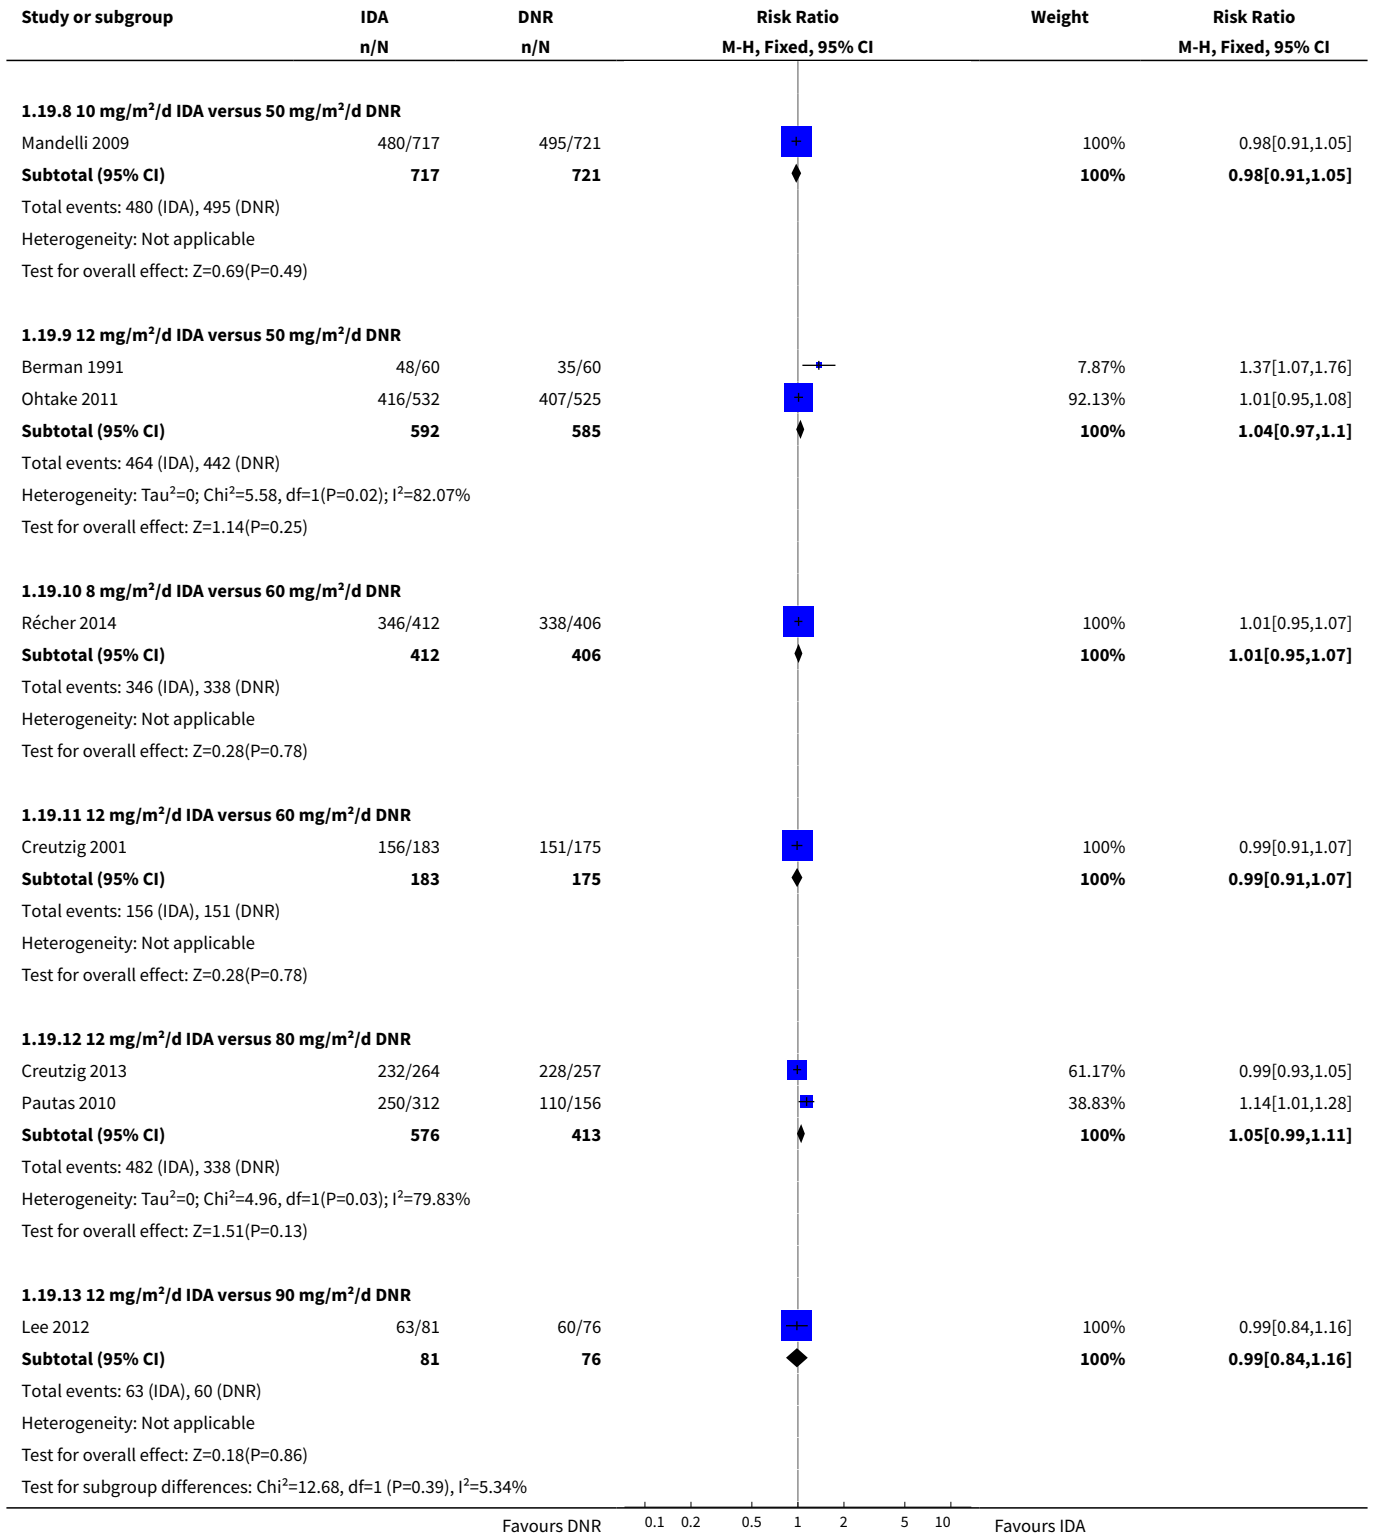 Study or subgroup IDA DNR Risk Ratio Weight Risk Ratio
n/N n/N M-H, Fixed, 95% CI M-H, Fixed, 95% CI
1.19.8 10 mg/m²/d IDA versus 50 mg/m²/d DNR
Mandelli 2009 480/717 495/721 100% 0.98[0.91,1.05]
Subtotal (95% CI) 717 721 100% 0.98[0.91,1.05]
Total events: 480 (IDA), 495 (DNR)
Heterogeneity: Not applicable
Test for overall effect: Z=0.69(P=0.49)
1.19.9 12 mg/m²/d IDA versus 50 mg/m²/d DNR
Berman 1991 48/60 35/60 7.87% 1.37[1.07,1.76]
Ohtake 2011 416/532 407/525 92.13% 1.01[0.95,1.08]
Subtotal (95% CI) 592 585 100% 1.04[0.97,1.1]
Total events: 464 (IDA), 442 (DNR)
Heterogeneity: Tau²=0; Chi²=5.58, df=1(P=0.02); I²=82.07%
Test for overall effect: Z=1.14(P=0.25)
1.19.10 8 mg/m²/d IDA versus 60 mg/m²/d DNR
Récher 2014 346/412 338/406 100% 1.01[0.95,1.07]
Subtotal (95% CI) 412 406 100% 1.01[0.95,1.07]
Total events: 346 (IDA), 338 (DNR)
Heterogeneity: Not applicable
Test for overall effect: Z=0.28(P=0.78)
1.19.11 12 mg/m²/d IDA versus 60 mg/m²/d DNR
Creutzig 2001 156/183 151/175 100% 0.99[0.91,1.07]
Subtotal (95% CI) 183 175 100% 0.99[0.91,1.07]
Total events: 156 (IDA), 151 (DNR)
Heterogeneity: Not applicable
Test for overall effect: Z=0.28(P=0.78)
1.19.12 12 mg/m²/d IDA versus 80 mg/m²/d DNR
Creutzig 2013 232/264 228/257 61.17% 0.99[0.93,1.05]
Pautas 2010 250/312 110/156 38.83% 1.14[1.01,1.28]
Subtotal (95% CI) 576 413 100% 1.05[0.99,1.11]
Total events: 482 (IDA), 338 (DNR)
Heterogeneity: Tau²=0; Chi²=4.96, df=1(P=0.03); I²=79.83%
Test for overall effect: Z=1.51(P=0.13)
1.19.13 12 mg/m²/d IDA versus 90 mg/m²/d DNR
Lee 2012 63/81 60/76 100% 0.99[0.84,1.16]
Subtotal (95% CI) 81 76 100% 0.99[0.84,1.16]
Total events: 63 (IDA), 60 (DNR)
Heterogeneity: Not applicable
Test for overall effect: Z=0.18(P=0.86)
Test for subgroup differences: Chi²=12.68, df=1 (P=0.39), I²=5.34%
Favours DNR 0.1 0.2 0.5 1 2 5 10 Favours IDA